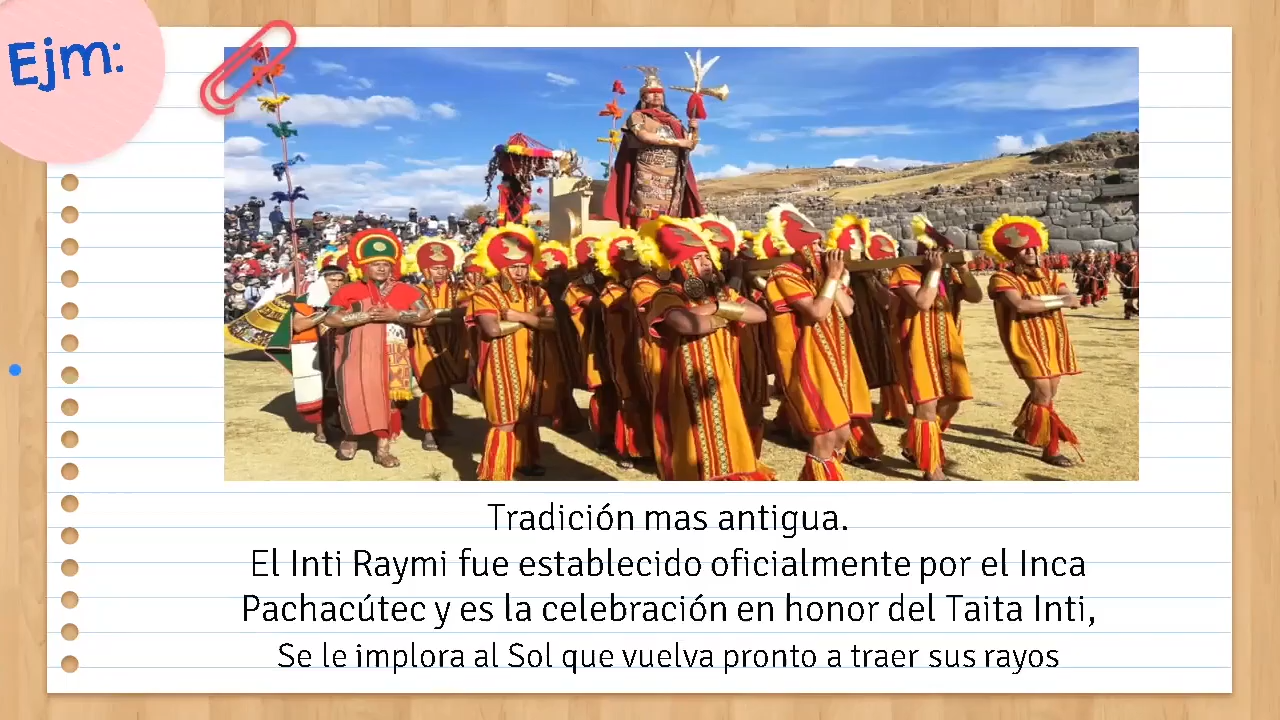 Ejm:
Tradición mas antigua.
El Inti Raymi fue establecido oficialmente por el Inca
Pachacútec y es la celebración en honor del Taita Inti,
Se le implora al Sol que vuelva pronto a traer sus rayos